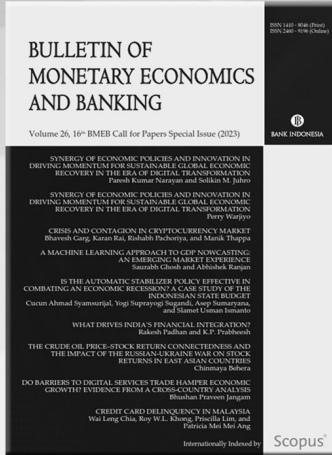 ISSN 1410 - 8046 (Print)
ISSN 2460 - 9196 (Online)
BULLETIN OF
MONETARY ECONOMICS
AND BANKING
Volume 26, 16th BMEB Call for Papers Special Issue (2023)
BANK INDONESIA
SYNERGY OF ECONOMIC POLICIES AND INNOVATION IN
DRIVING MOMENTUM FOR SUSTAINABLE GLOBAL ECONOMIC
RECOVERY IN THE ERA OF DIGITAL TRANSFORMATION
Paresh Kumar Narayan and Solikin M. Juhro
SYNERGY OF ECONOMIC POLICIES AND INNOVATION IN
DRIVING MOMENTUM FOR SUSTAINABLE GLOBAL ECONOMIC
RECOVERY IN THE ERA OF DIGITAL TRANSFORMATION
Perry Warjiyo
CRISIS AND CONTAGION IN CRYPTOCURRENCY MARKET
Bhavesh Garg, Karan Rai, Rishabh Pachoriya, and Manik Thappa
A MACHINE LEARNING APPROACH TO GDP NOWCASTING:
AN EMERGING MARKET EXPERIENCE
Saurabh Ghosh and Abhishek Ranjan
IS THE AUTOMATIC STABILIZER POLICY EFFECTIVE IN
COMBATING AN ECONOMIC RECESSION? A CASE STUDY OF THE
INDONESIAN STATE BUDGET
Cucun Ahmad Syamsurijal, Yogi Suprayogi Sugandi, Asep Sumaryana,
and Slamet Usman Ismanto
WHAT DRIVES INDIA'S FINANCIAL INTEGRATION?
Rakesh Padhan and K.P. Prabheesh
THE CRUDE OIL PRICE–STOCK RETURN CONNECTEDNESS AND
THE IMPACT OF THE RUSSIAN-UKRAINE WAR ON STOCK
RETURNS IN EAST ASIAN COUNTRIES
Chinmaya Behera
DO BARRIERS TO DIGITAL SERVICES TRADE HAMPER ECONOMIC
GROWTH? EVIDENCE FROM A CROSS-COUNTRY ANALYSIS
Bhushan Praveen Jangam
CREDIT CARD DELINQUENCY IN MALAYSIA
Wai Leng Chia, Roy W.L. Khong, Priscilla Lim, and
Patricia Mei Mei Ang
Internationally Indexed by Scopus®